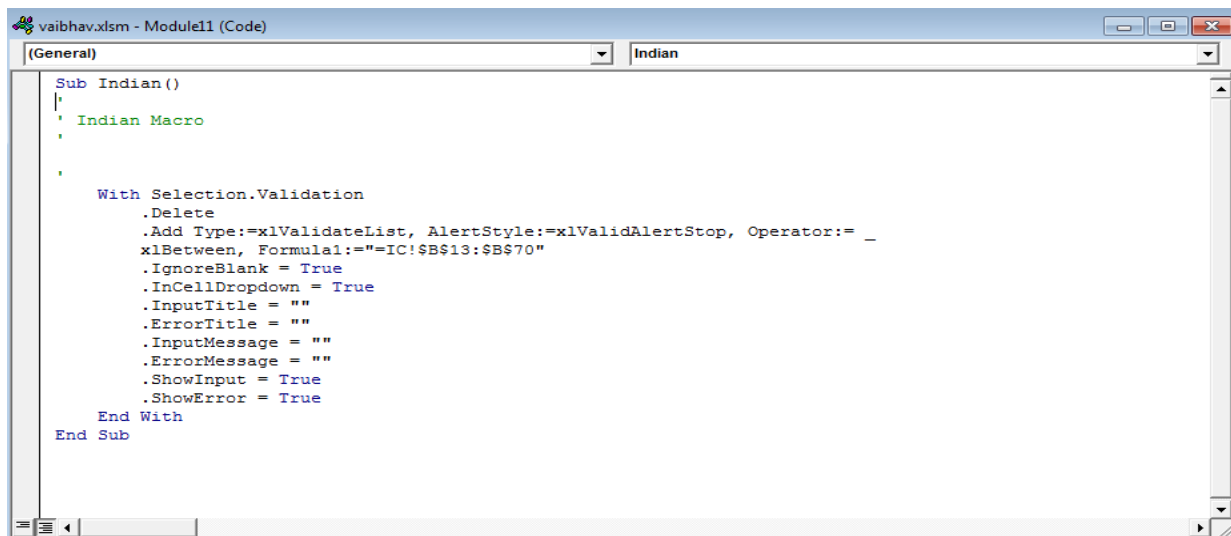 vaibhav.xlsm - Module11 (Code)
(General) Indian
Sub Indian()
'
' Indian Macro
'
'
With Selection.Validation
.Delete
.Add Type:=xlValidateList, AlertStyle:=xlValidAlertStop, Operator:= _
xlBetween, Formula1:="=IC!$B$13:$B$70"
.IgnoreBlank = True
.InCellDropdown = True
.InputTitle = ""
.ErrorTitle = ""
.InputMessage = ""
.ErrorMessage = ""
.ShowInput = True
.ShowError = True
End With
End Sub